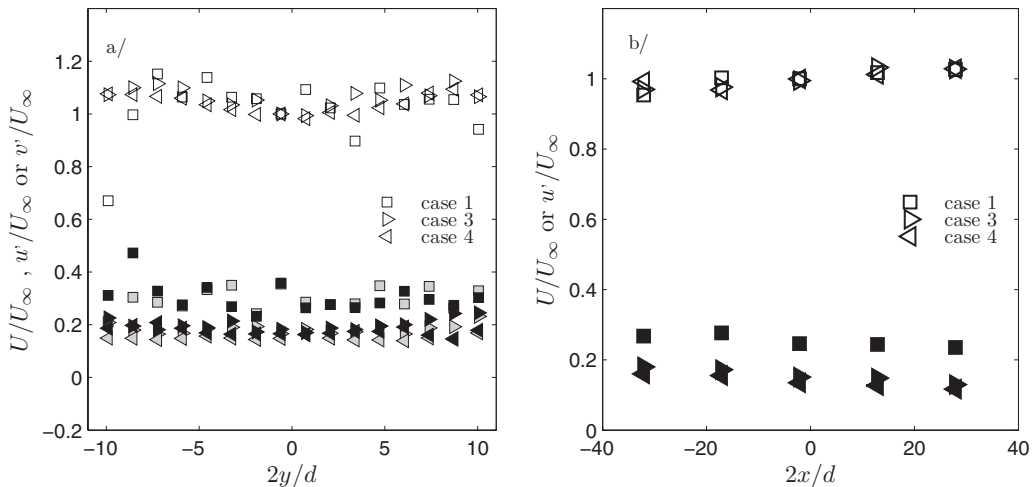 a/
1.2
1
0.8
0.6
0.4
0.2
0
−0.2
−10
−5
0
5
10
U/U∞ , u'/U∞ or v'/U∞
2y/d
case 1
case 3
case 4
b/
1
0.8
0.6
0.4
0.2
0
−40
−20
0
20
40
U/U∞ or u'/U∞
2x/d
case 1
case 3
case 4